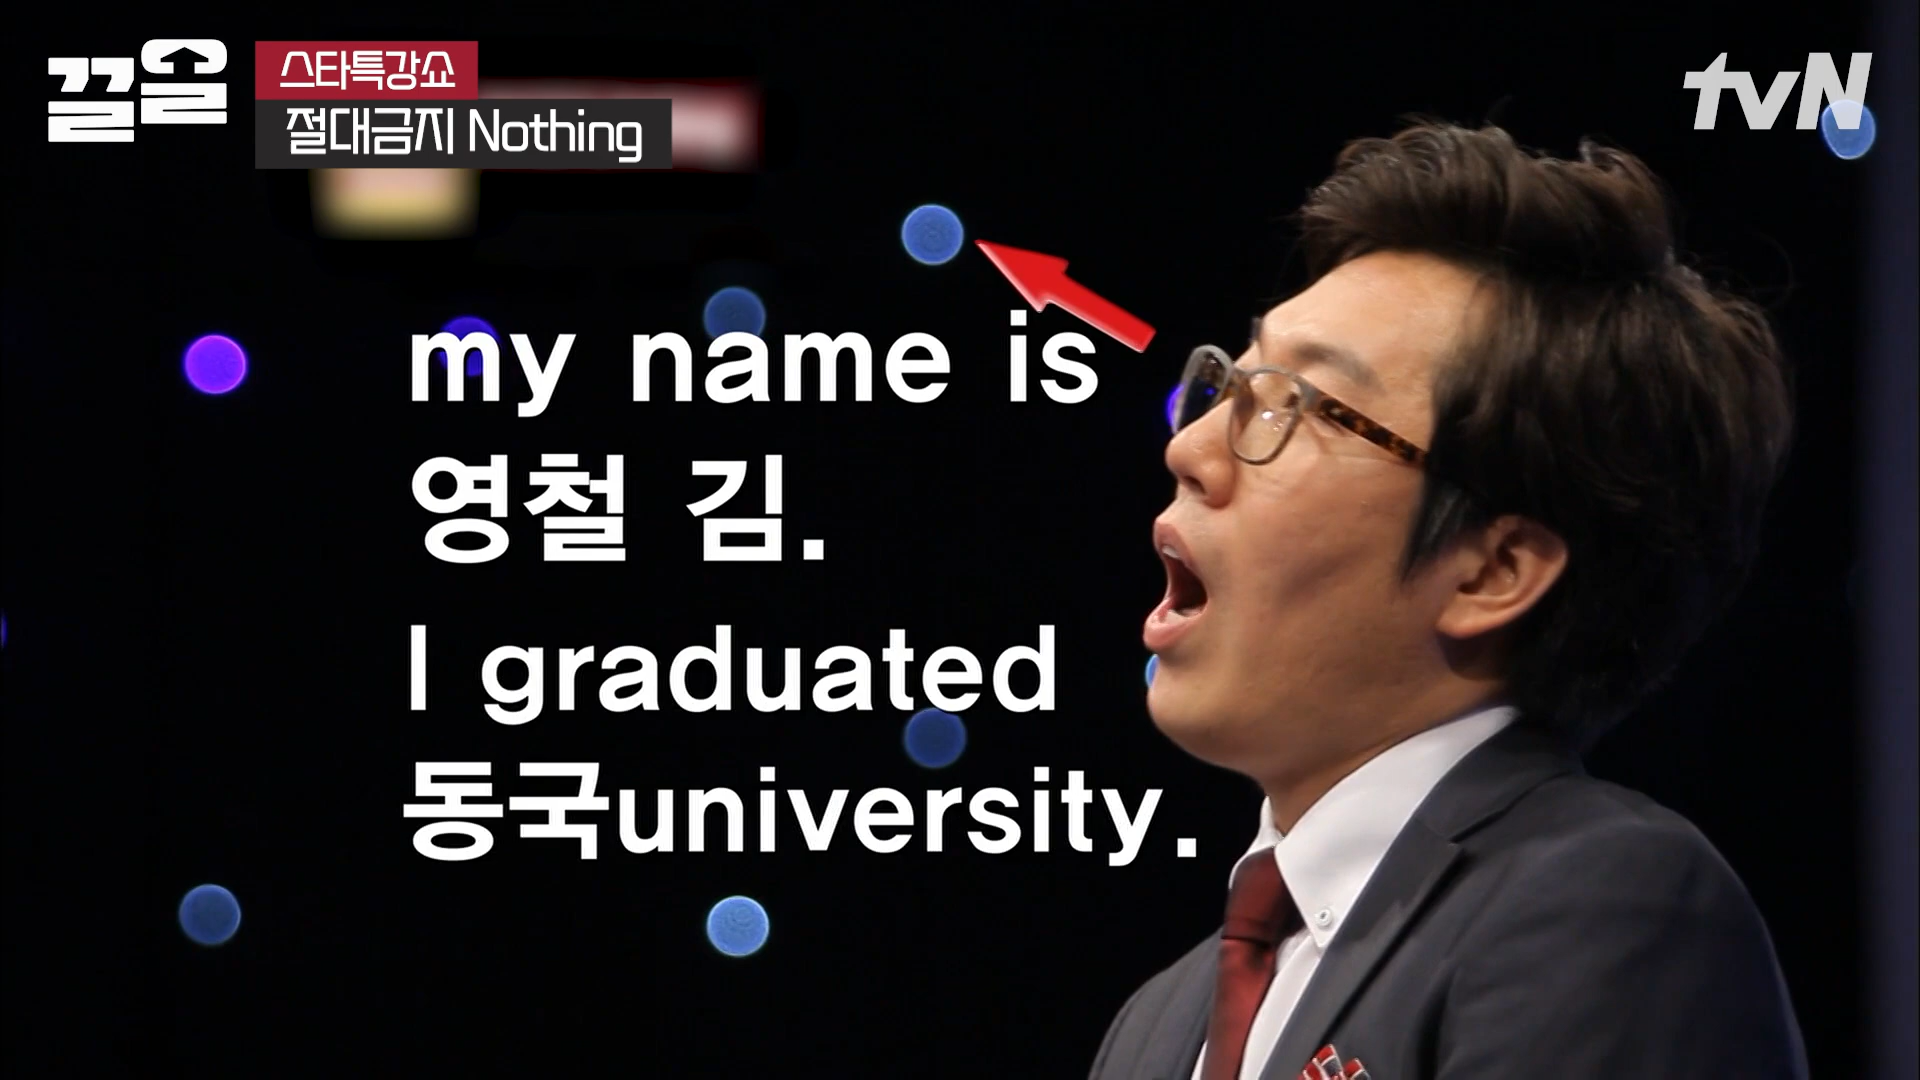 끌올
스타특강쇼
절대금지 Nothing
tvN
my name is
영철 김.
I graduated
동국university.